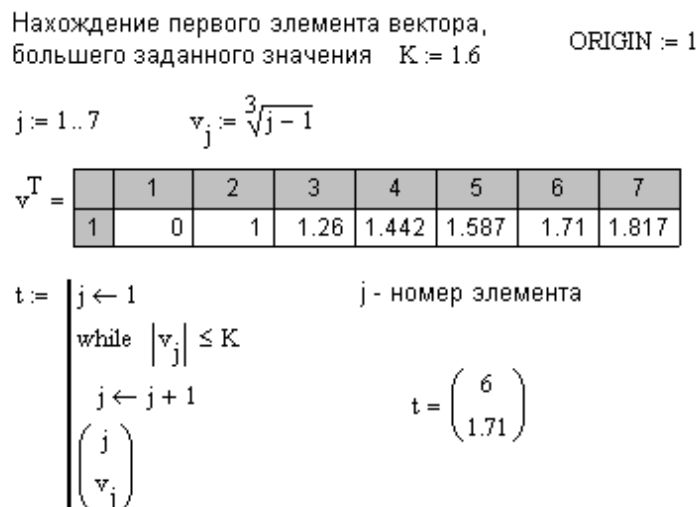 Нахождение первого элемента вектора,
большего заданного значения K := 1.6 ORIGIN := 1
j := 1 .. 7 v_j := ∛(j − 1)
v^T =
1 2 3 4 5 6 7
1 0 1 1.26 1.442 1.587 1.71 1.817
t := j ← 1 j - номер элемента
while |v_j| ≤ K
j ← j + 1
(j
v_j)
t = (6
1.71)